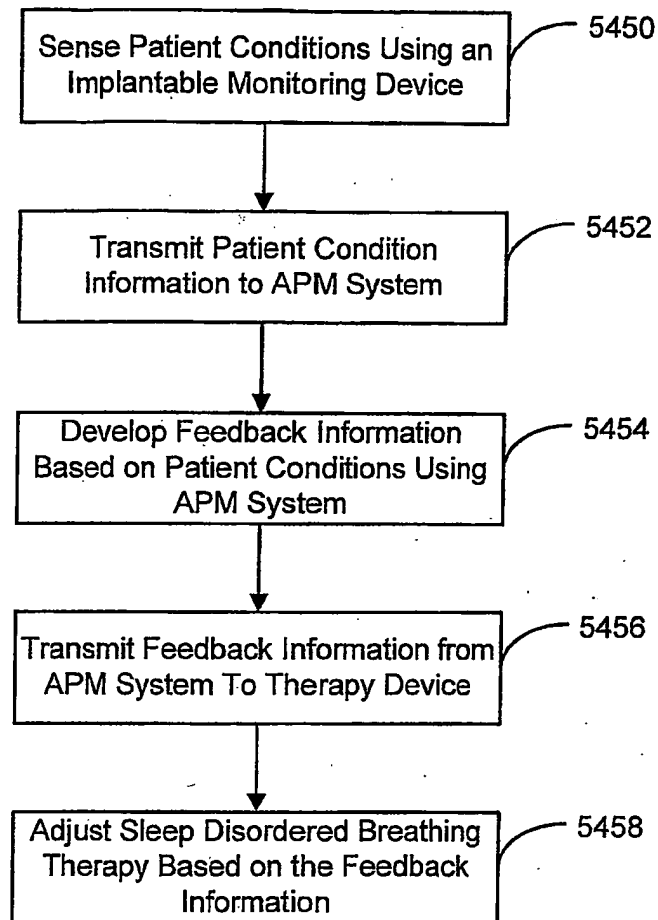 Sense Patient Conditions Using an
Implantable Monitoring Device
5450
Transmit Patient Condition
Information to APM System
5452
Develop Feedback Information
Based on Patient Conditions Using
APM System
5454
Transmit Feedback Information from
APM System To Therapy Device
5456
Adjust Sleep Disordered Breathing
Therapy Based on the Feedback
Information
5458